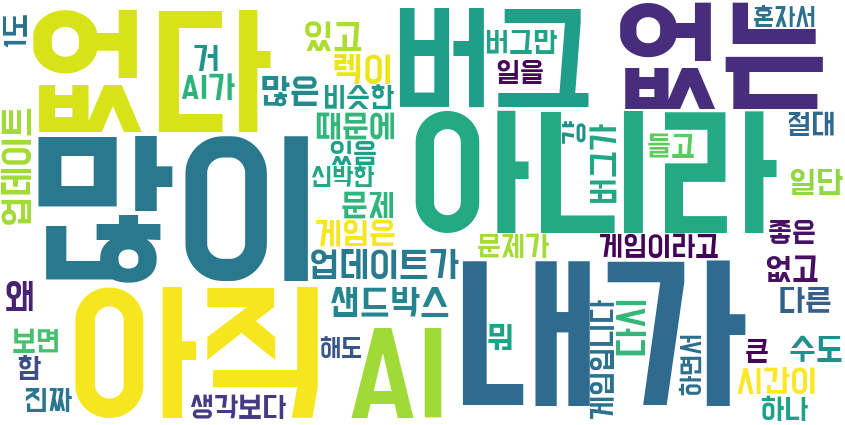 없다
버그
없는
많이
아니라
아직
AI
내가
1도
업데이트
거
AI가
있고
렉이
많은
비슷한
버그만
일을
혼자서
때문에
있음
신박한
문제
게임은
업데이트가
샌드박스
중
버그가
들고
절대
일단
문제가
게임이라고
좋은
없고
다른
왜
보면
함
진짜
생각보다
해도
뭐
게임입니다
다시
하면서
큰
수도
시간이
하나